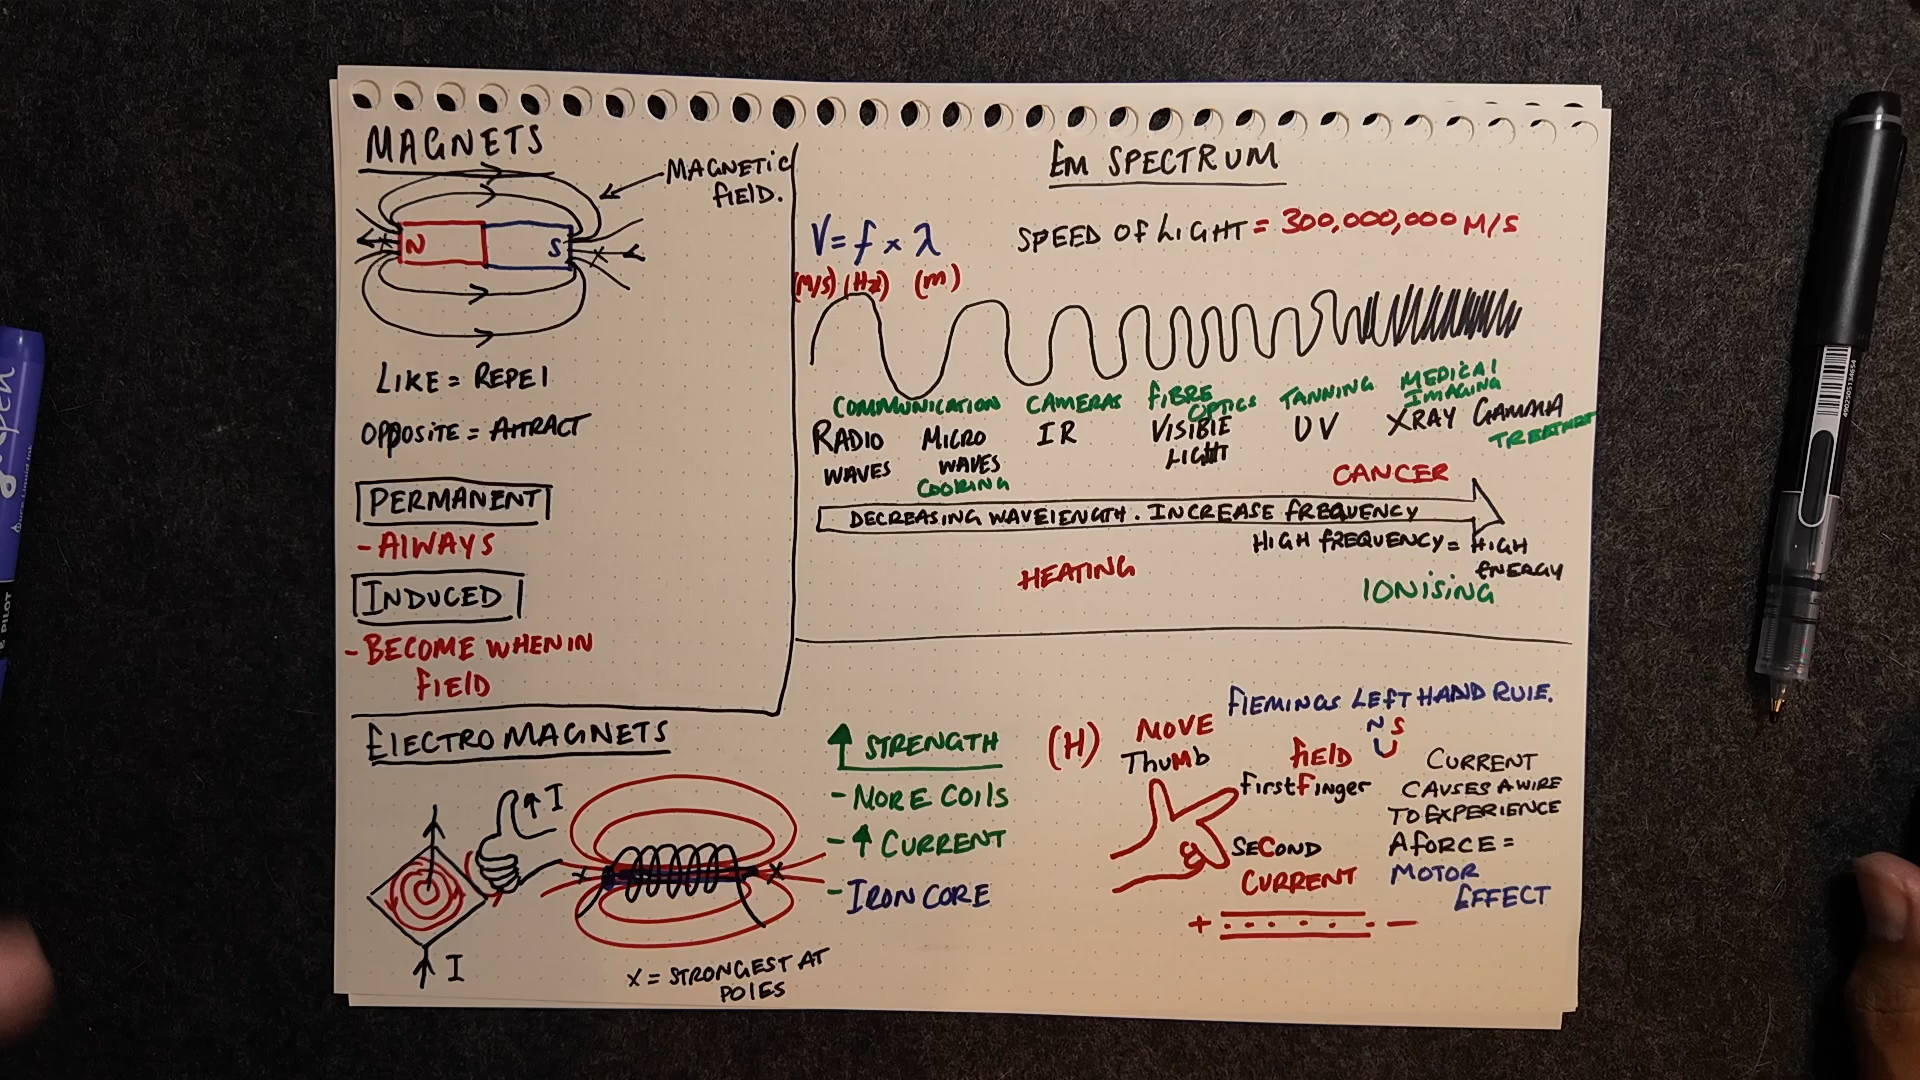 MAGNETS
MAGNETIC
FIELD.
N S
LIKE = REPEL
OPPOSITE = ATTRACT
PERMANENT
- ALWAYS
INDUCED
- BECOME WHEN IN
FIELD
EM SPECTRUM
V = f × λ
(M/S) (Hz) (m)
SPEED OF LIGHT = 300,000,000 M/S
COMMUNICATION
CAMERAS
FIBRE
OPTICS
TANNING
MEDICAL
IMAGING
RADIO
WAVES
MICRO
WAVES
COOKING
IR
VISIBLE
LIGHT
UV
XRAY
GAMMA
TREATMENT
CANCER
DECREASING WAVELENGTH. INCREASE FREQUENCY
HIGH FREQUENCY = HIGH
ENERGY
HEATING
IONISING
ELECTROMAGNETS
I
I
X = STRONGEST AT
POLES
↑ STRENGTH
- MORE COILS
- ↑ CURRENT
- IRON CORE
FLEMINGS LEFT HAND RULE.
(H)
MOVE
ThuMb
N S
FIELD
firstFinger
SECOND
CURRENT
+ -
CURRENT
CAUSES A WIRE
TO EXPERIENCE
A FORCE =
MOTOR
EFFECT
PILOT
4902505134654